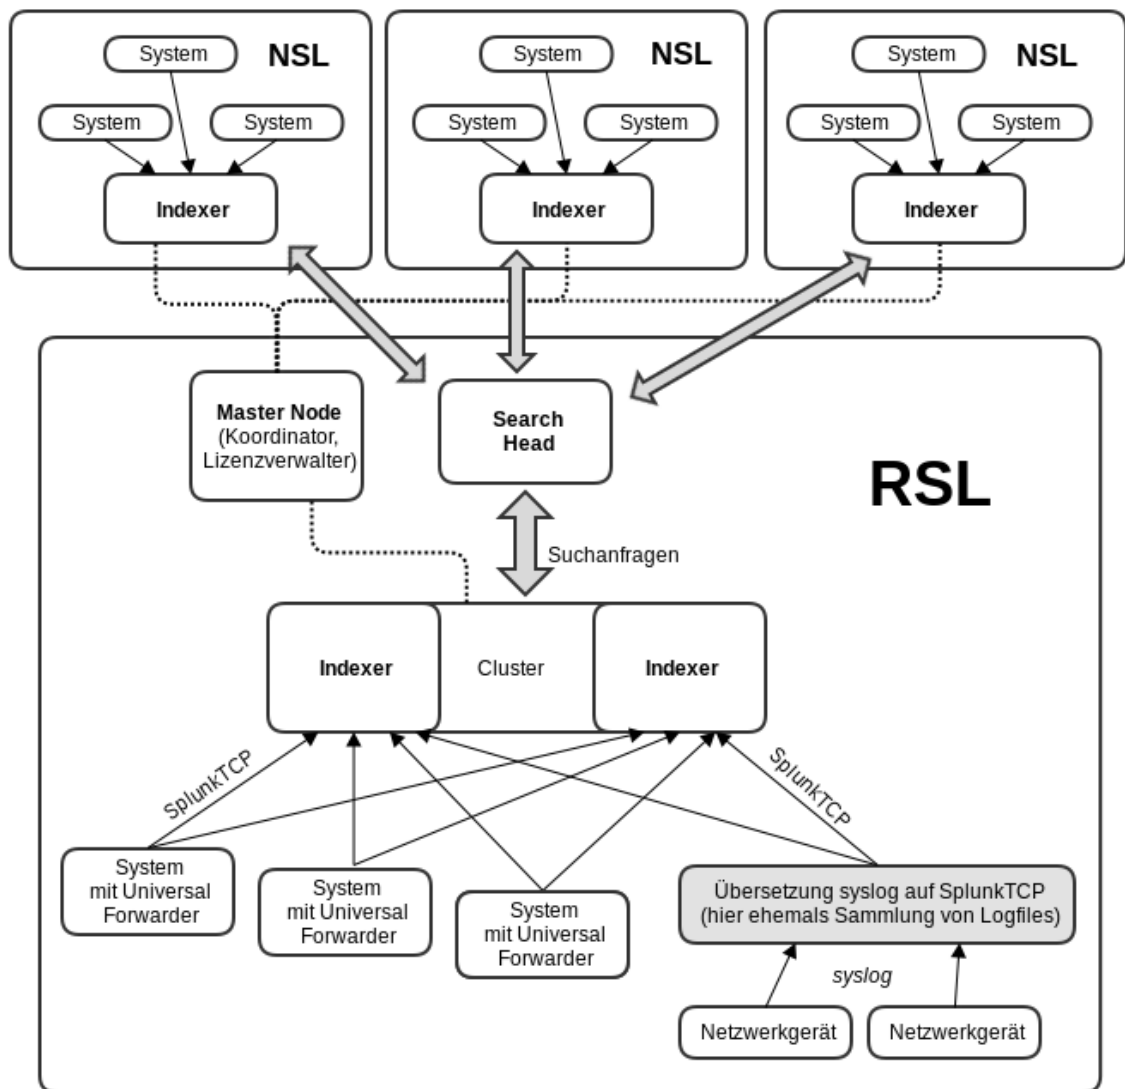 System
NSL
System
System
Indexer
System
NSL
System
System
Indexer
System
NSL
System
System
Indexer
Master Node
(Koordinator,
Lizenzverwalter)
Search
Head
RSL
Suchanfragen
Indexer
Cluster
Indexer
SplunkTCP
SplunkTCP
System
mit Universal
Forwarder
System
mit Universal
Forwarder
System
mit Universal
Forwarder
Übersetzung syslog auf SplunkTCP
(hier ehemals Sammlung von Logfiles)
syslog
Netzwerkgerät
Netzwerkgerät